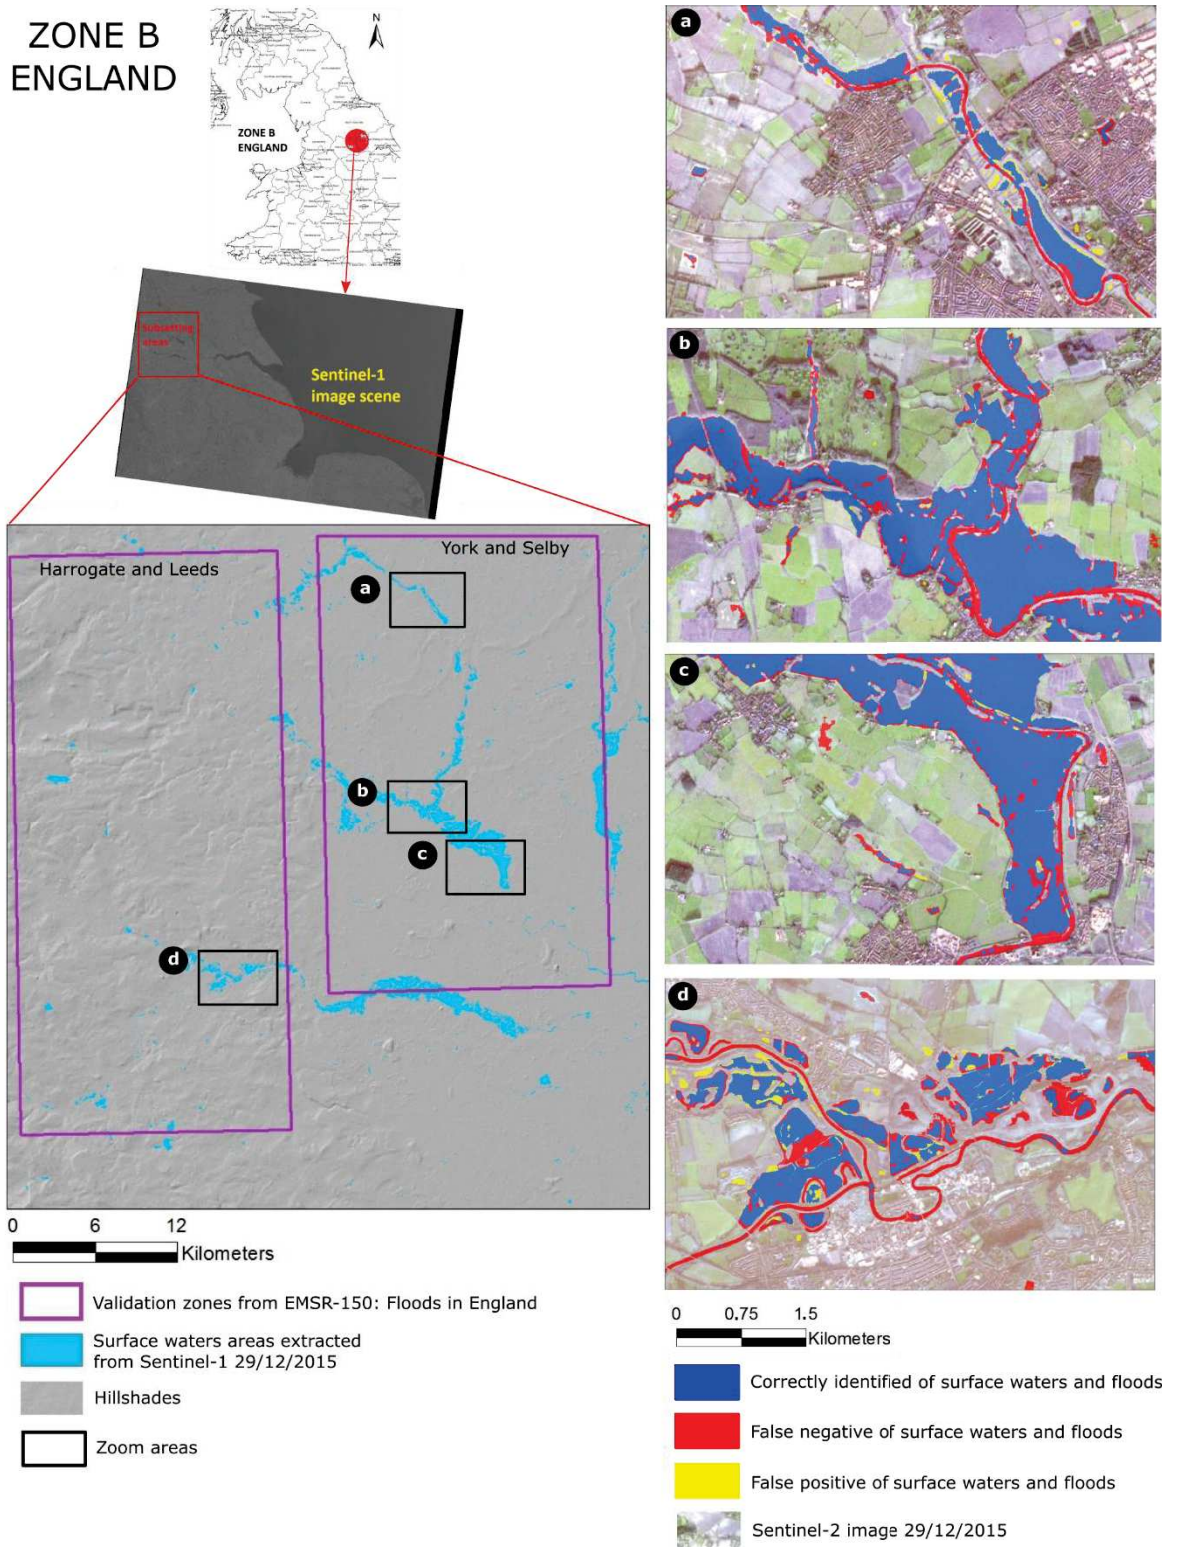 ZONE B
ENGLAND
N
ZONE B
ENGLAND
Subsetting
areas
Sentinel-1
image scene
Harrogate and Leeds
York and Selby
a
b
c
d
0 6 12
Kilometers
Validation zones from EMSR-150: Floods in England
Surface waters areas extracted
from Sentinel-1 29/12/2015
Hillshades
Zoom areas
a
b
c
d
0 0.75 1.5
Kilometers
Correctly identified of surface waters and floods
False negative of surface waters and floods
False positive of surface waters and floods
Sentinel-2 image 29/12/2015